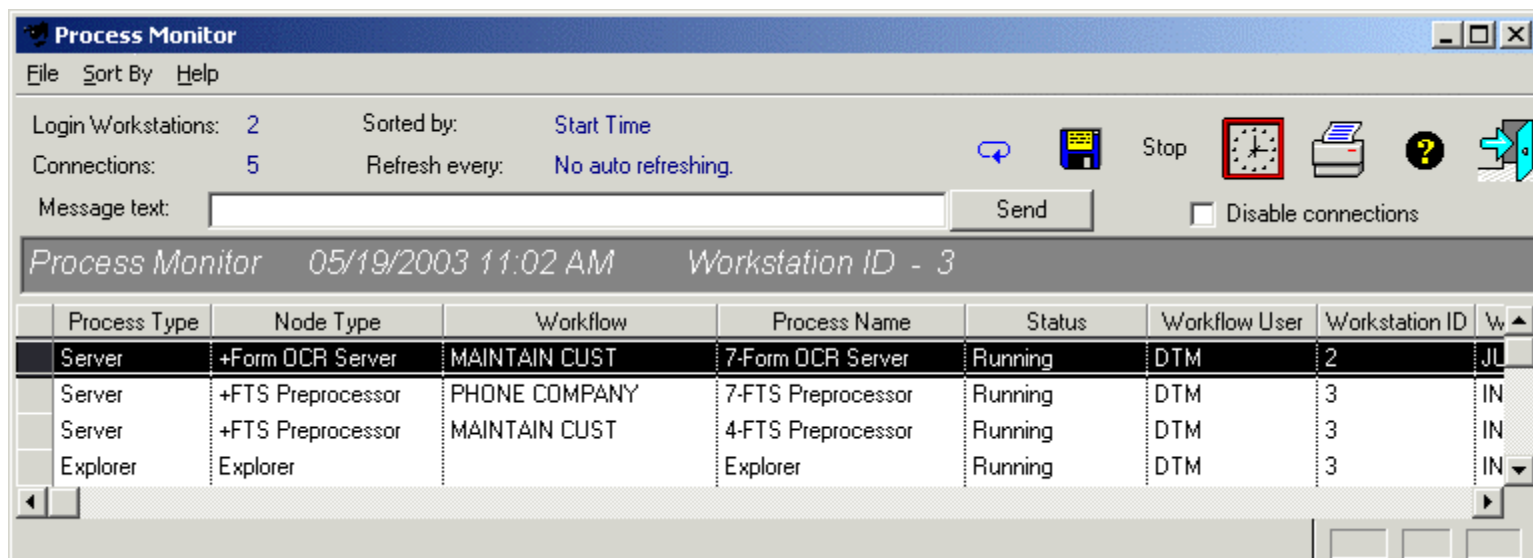 Process Monitor
File Sort By Help
Login Workstations: 2 Sorted by: Start Time
Connections: 5 Refresh every: No auto refreshing.
Stop
Message text: Send Disable connections
Process Monitor 05/19/2003 11:02 AM Workstation ID - 3
Process Type Node Type Workflow Process Name Status Workflow User Workstation ID W
Server +Form OCR Server MAINTAIN CUST 7-Form OCR Server Running DTM 2 JL
Server +FTS Preprocessor PHONE COMPANY 7-FTS Preprocessor Running DTM 3 IN
Server +FTS Preprocessor MAINTAIN CUST 4-FTS Preprocessor Running DTM 3 IN
Explorer Explorer Explorer Running DTM 3 IN